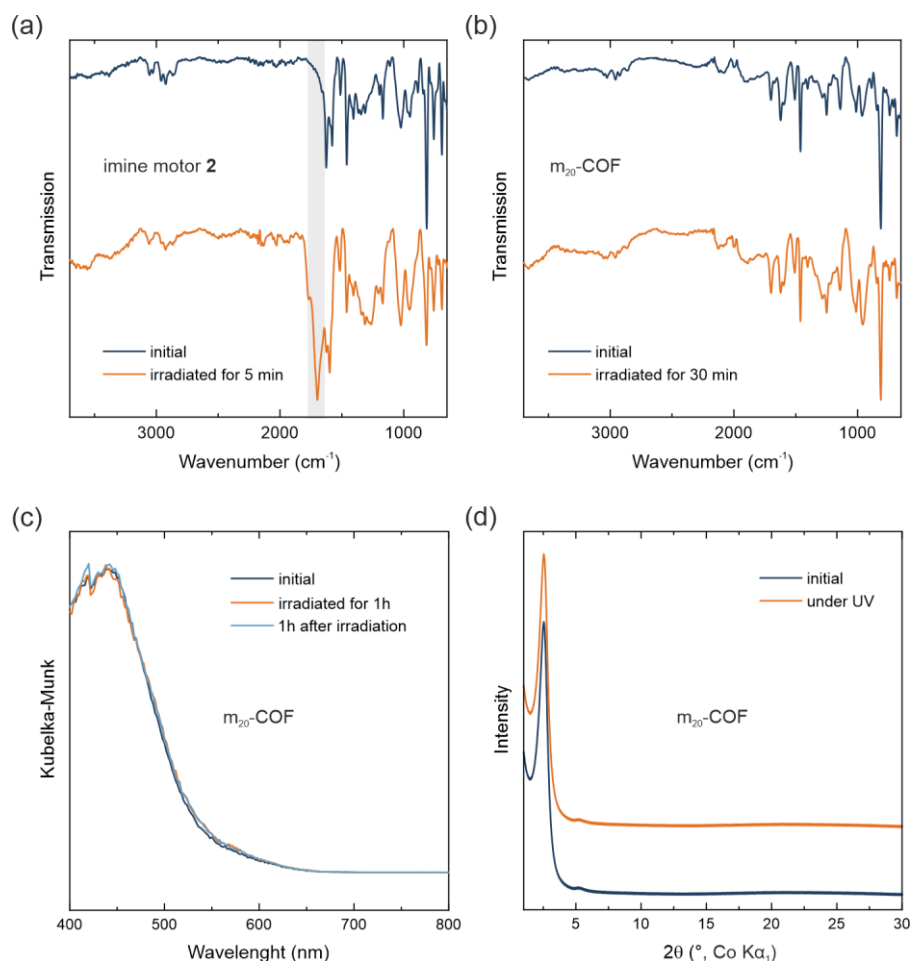 (a)
imine motor 2
initial
irradiated for 5 min
Transmission
3000
2000
1000
Wavenumber (cm⁻¹)
(b)
m₂₀-COF
initial
irradiated for 30 min
Transmission
3000
2000
1000
Wavenumber (cm⁻¹)
(c)
initial
irradiated for 1h
1h after irradiation
m₂₀-COF
Kubelka-Munk
400
500
600
700
800
Wavelenght (nm)
(d)
initial
under UV
m₂₀-COF
Intensity
5
10
15
20
25
30
2θ (°, Co Kα₁)